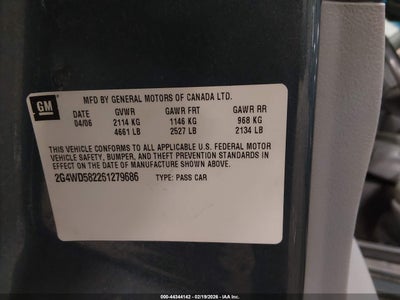 GM
MFD BY GENERAL MOTORS OF CANADA LTD.
DATE GVWR GAWR FRT GAWR RR
04/06 2114 KG 1146 KG 968 KG
4661 LB 2527 LB 2134 LB
THIS VEHICLE CONFORMS TO ALL APPLICABLE U.S. FEDERAL MOTOR
VEHICLE SAFETY, BUMPER, AND THEFT PREVENTION STANDARDS IN
EFFECT ON THE DATE OF MANUFACTURE SHOWN ABOVE.
2G4WD582261279686 TYPE: PASS CAR
000-44344142 - 02/19/2026 - IAA Inc.